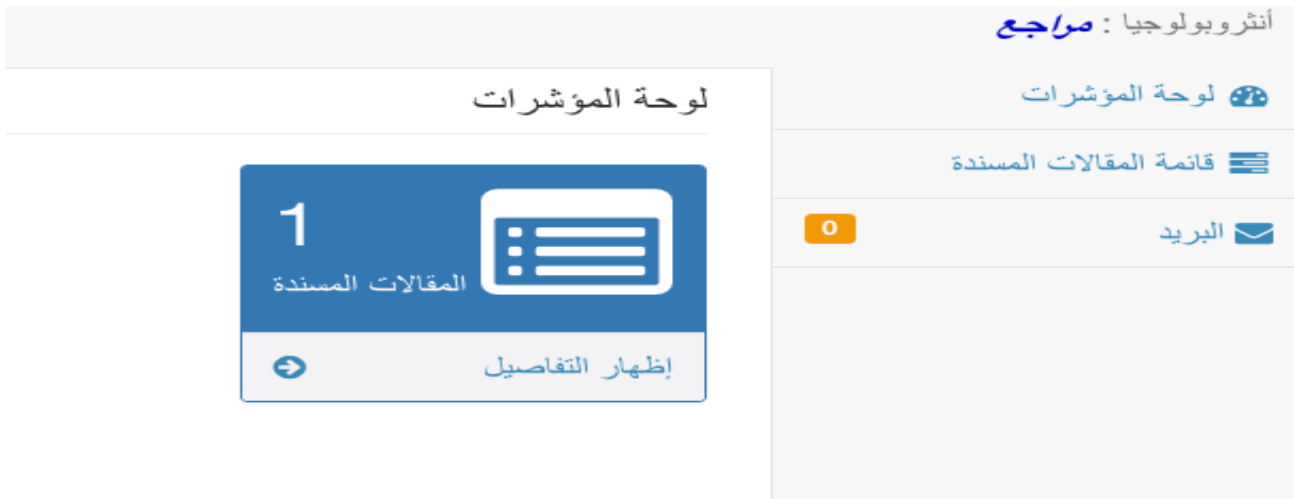 أنثروبولوجيا : مراجع
لوحة المؤشرات
قائمة المقالات المسندة
البريد
0
لوحة المؤشرات
1
المقالات المسندة
إظهار التفاصيل